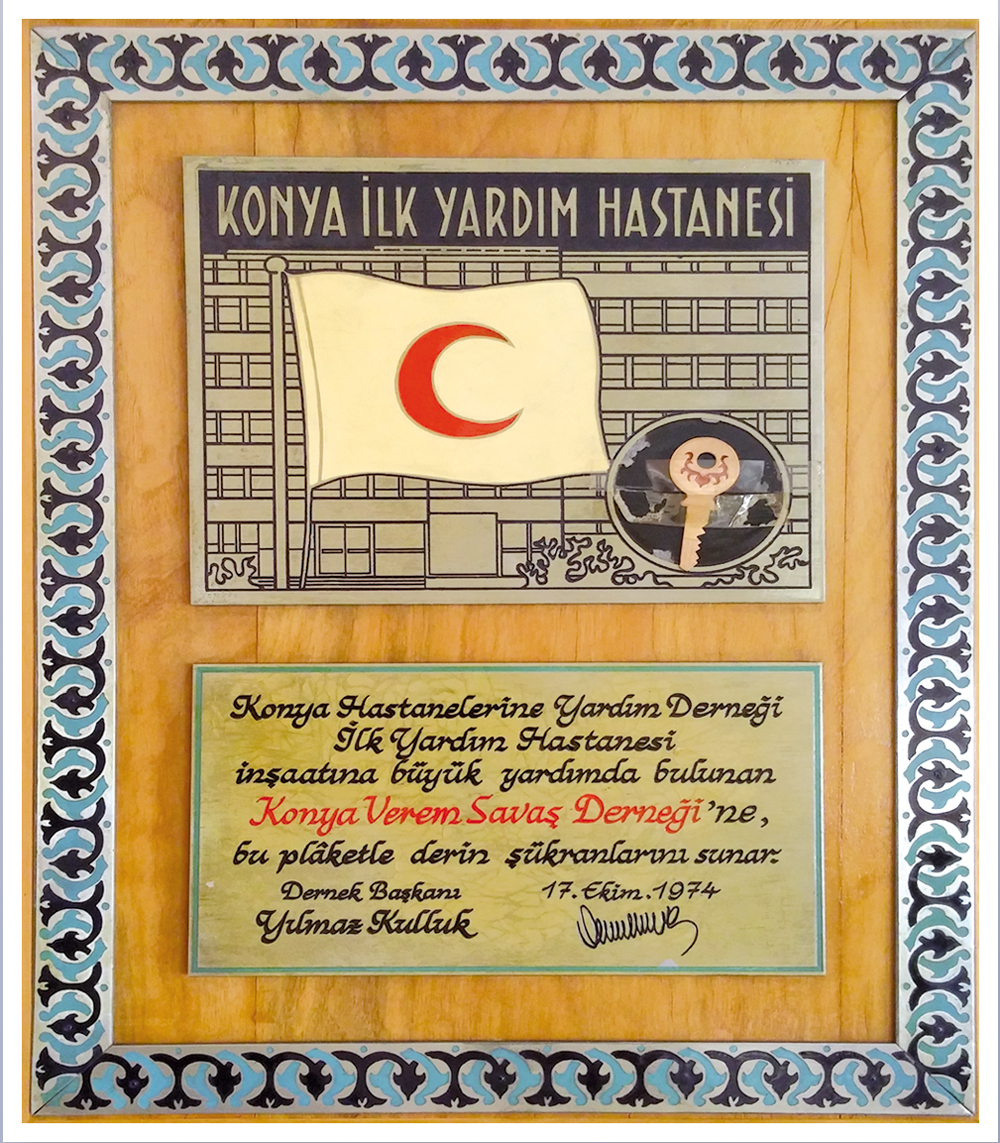 KONYA İLK YARDIM HASTANESİ
Konya Hastanelerine Yardım Derneği
İlk Yardım Hastanesi
inşaatına büyük yardımda bulunan
Konya Verem Savaş Derneği'ne,
bu plâketle derin şükranlarını sunar.
Dernek Başkanı 17. Ekim. 1974
Yılmaz Kulluk